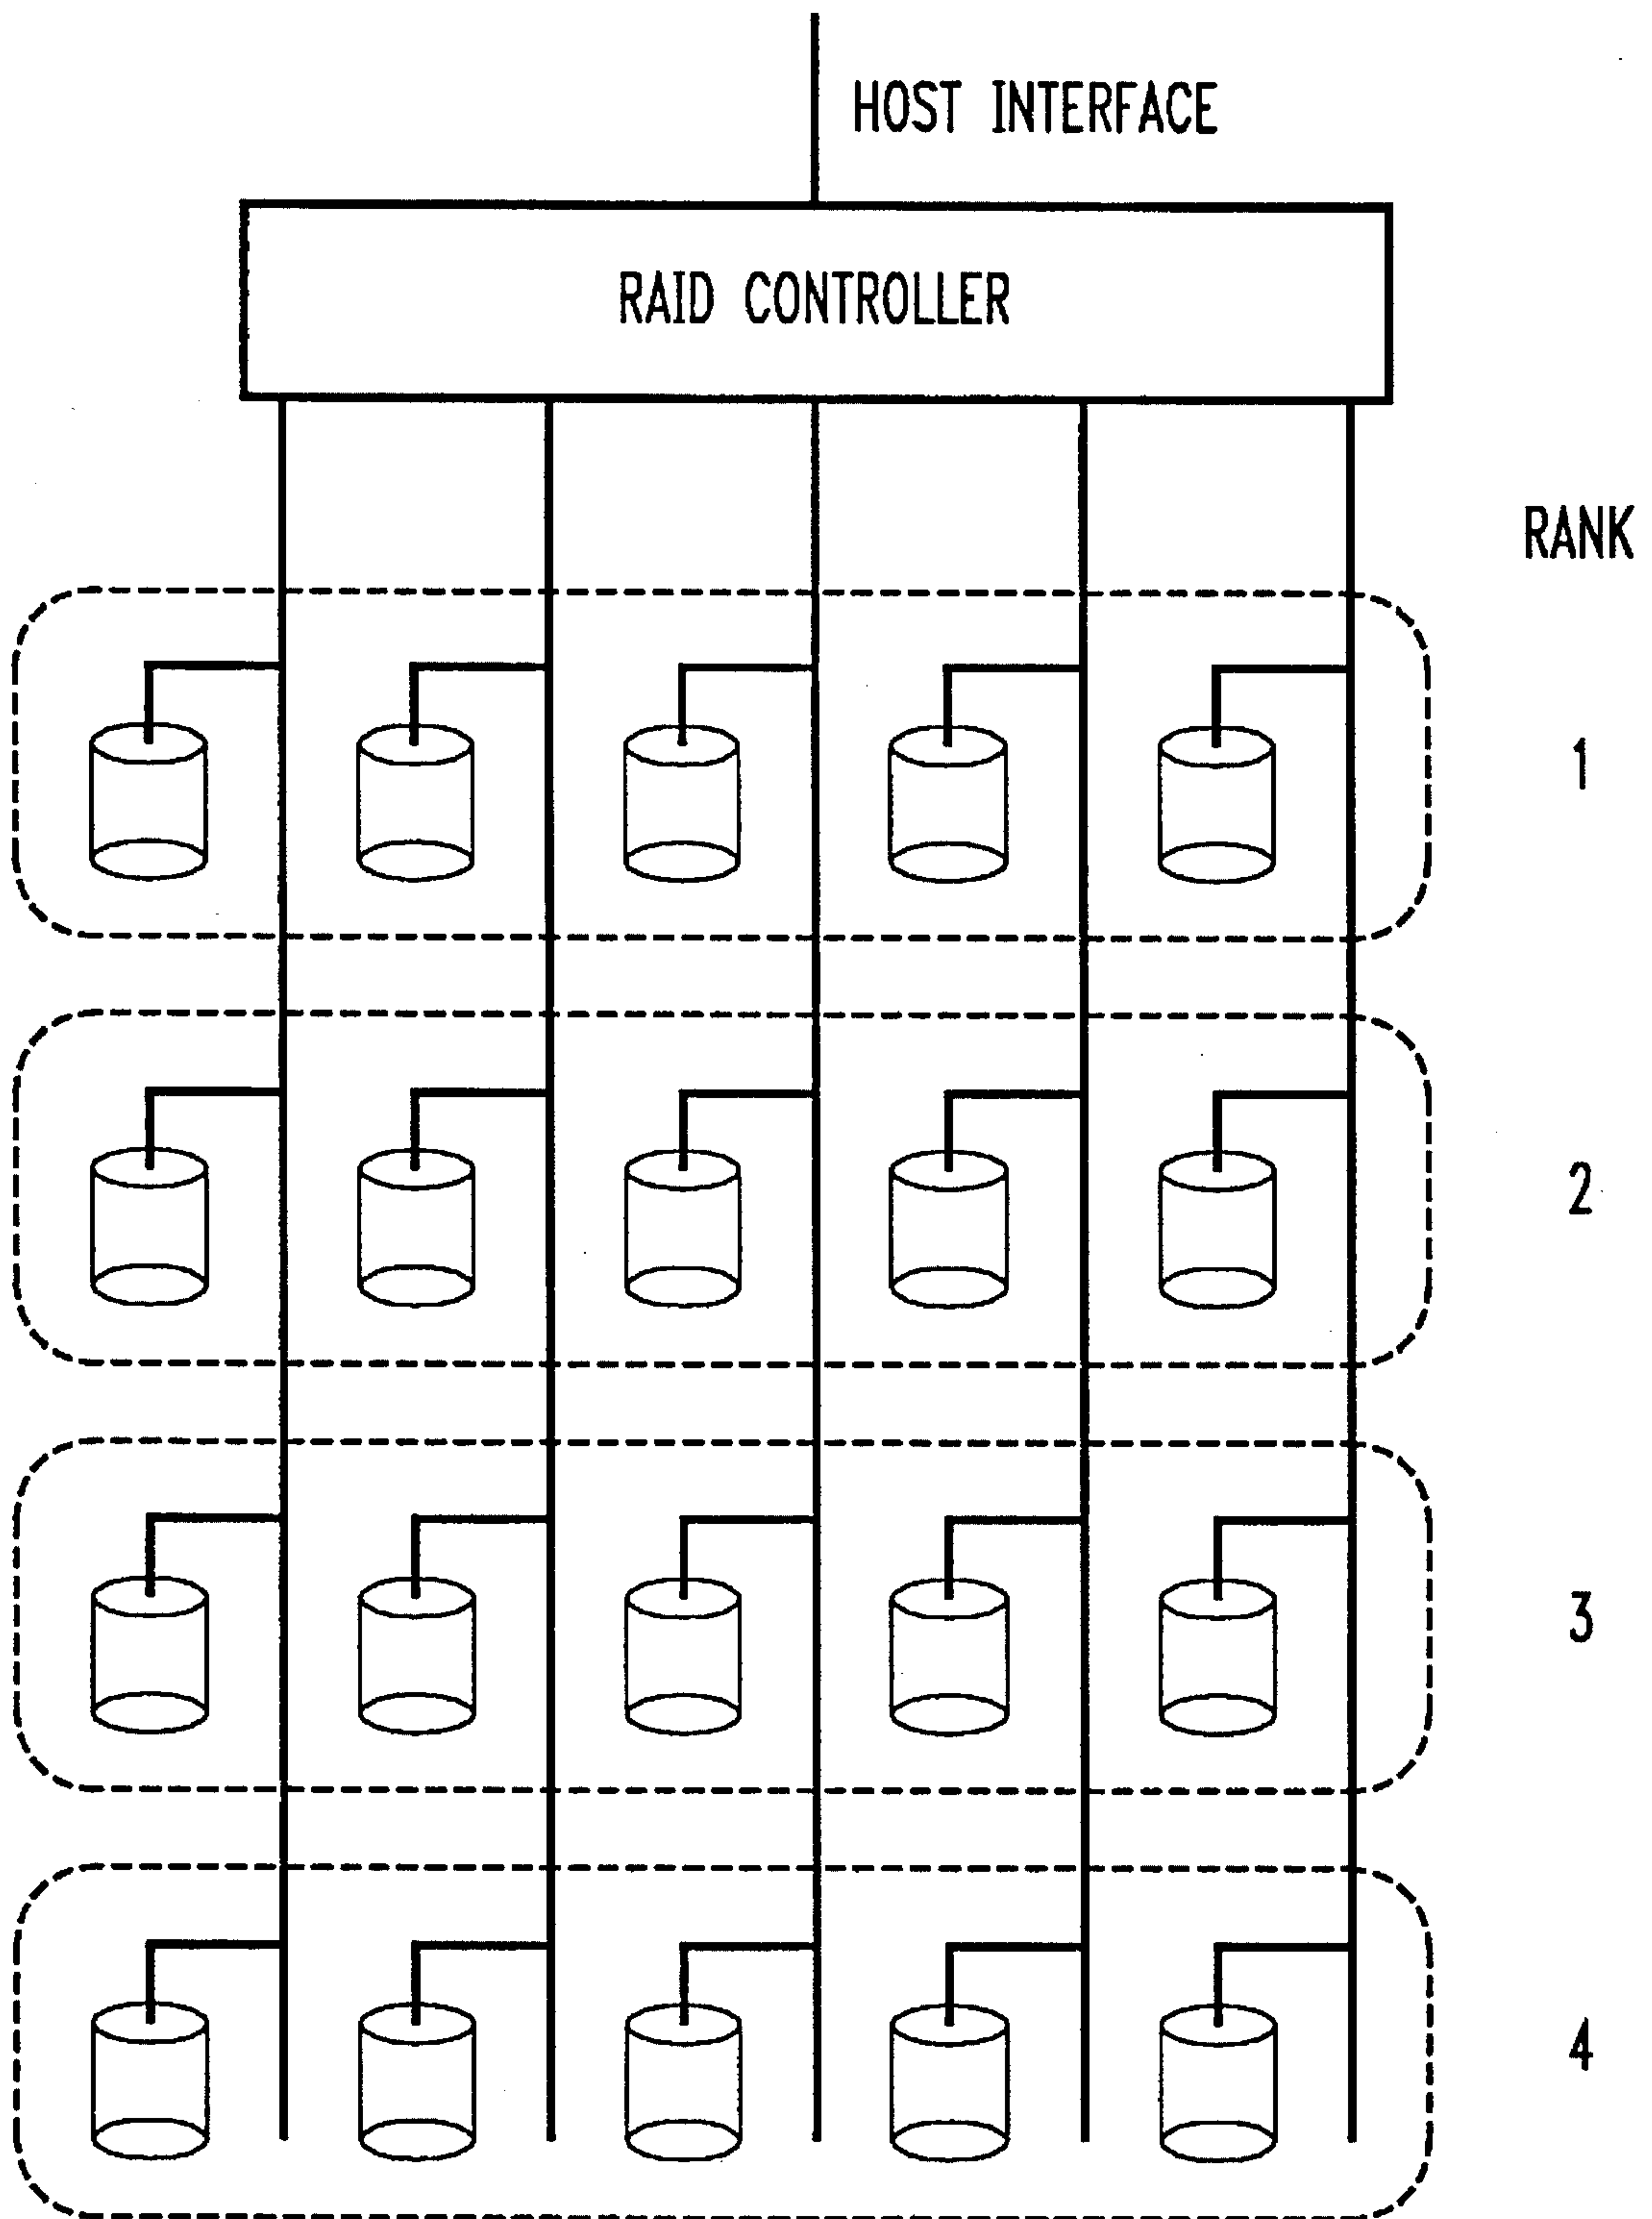 HOST INTERFACE
RAID CONTROLLER
RANK
1
2
3
4